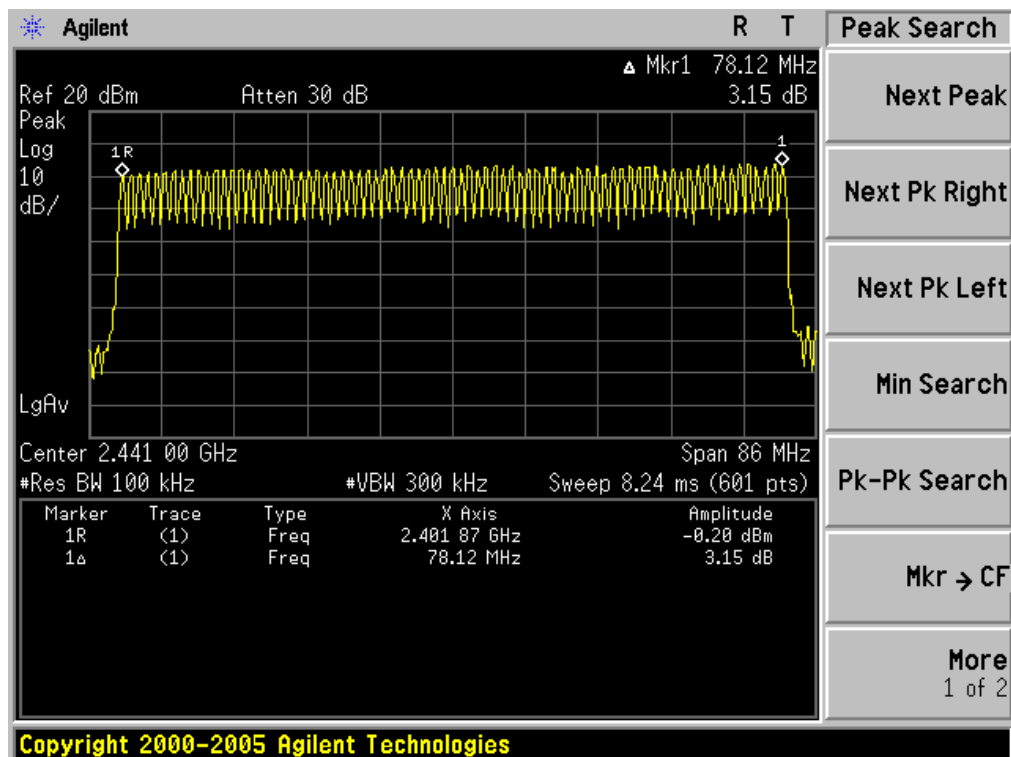 Agilent R T Peak Search
Δ Mkr1 78.12 MHz
Ref 20 dBm Atten 30 dB 3.15 dB
Peak
Log
10
dB/
1R
1
LgAv
Center 2.441 00 GHz Span 86 MHz
#Res BW 100 kHz #VBW 300 kHz Sweep 8.24 ms (601 pts)
Marker Trace Type X Axis Amplitude
1R (1) Freq 2.401 87 GHz -0.20 dBm
1Δ (1) Freq 78.12 MHz 3.15 dB
Next Peak
Next Pk Right
Next Pk Left
Min Search
Pk-Pk Search
Mkr → CF
More
1 of 2
Copyright 2000-2005 Agilent Technologies